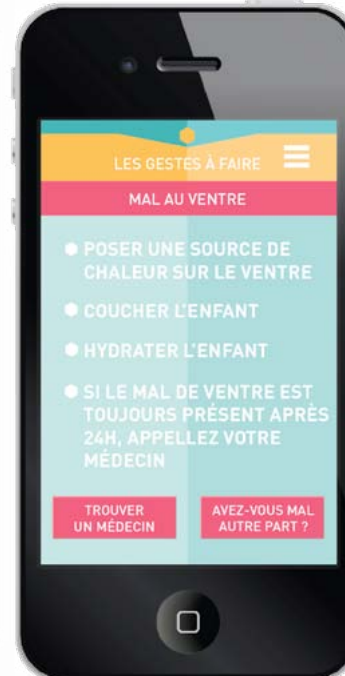 LES GESTES À FAIRE
MAL AU VENTRE
POSER UNE SOURCE DE
CHALEUR SUR LE VENTRE
COUCHER L'ENFANT
HYDRATER L'ENFANT
SI LE MAL DE VENTRE EST
TOUJOURS PRÉSENT APRÈS
24H, APPELLEZ VOTRE
MÉDECIN
TROUVER
UN MÉDECIN
AVEZ-VOUS MAL
AUTRE PART ?